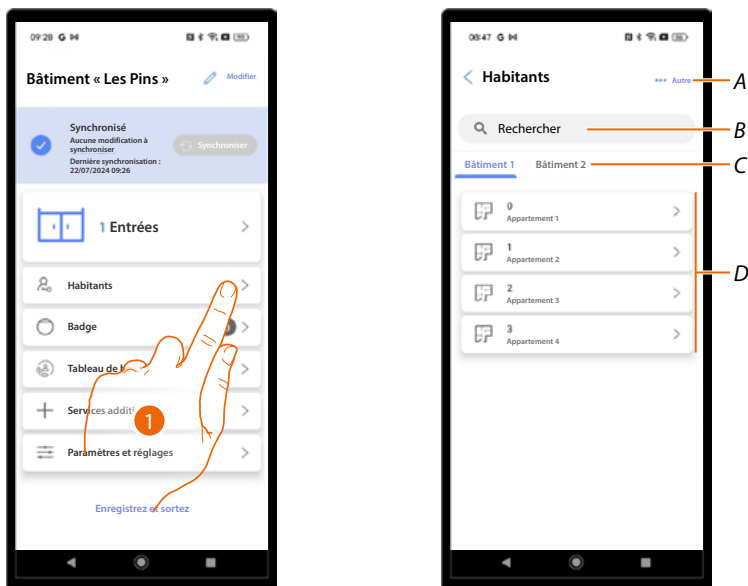 09:28
Bâtiment « Les Pins »
Modifier
Synchronisé
Aucune modification à
synchroniser
Dernière synchronisation :
22/07/2024 09:26
Synchroniser
1 Entrées
Habitants
Badge
Tableau de
Services addit
1
Paramètres et réglages
Enregistrez et sortez
08:47
Habitants
Autre
A
Rechercher
B
Bâtiment 1
Bâtiment 2
C
0
Appartement 1
1
Appartement 2
2
Appartement 3
D
3
Appartement 4